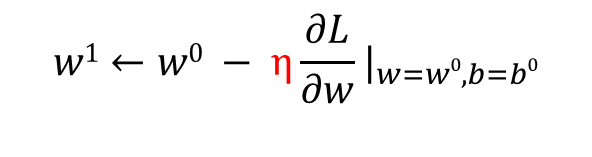 w¹ ← w⁰ − η ∂L/∂w |w=w⁰,b=b⁰